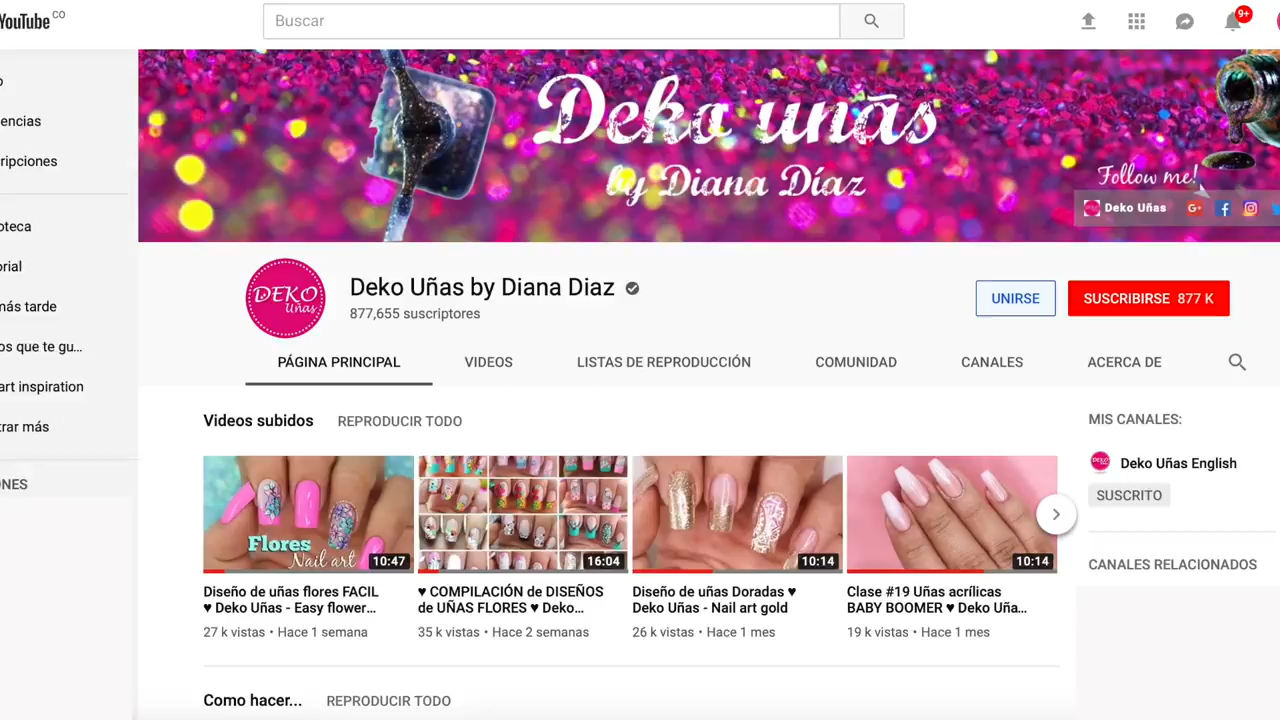 YouTube CO
Buscar
9+
encias
ripciones
oteca
orial
más tarde
os que te gu...
art inspiration
trar más
NES
Deko uñas
by Diana Díaz
Follow me!
Deko Uñas
DEKO
Uñas
Deko Uñas by Diana Diaz
877,655 suscriptores
UNIRSE
SUSCRIBIRSE 877 K
PÁGINA PRINCIPAL
VIDEOS
LISTAS DE REPRODUCCIÓN
COMUNIDAD
CANALES
ACERCA DE
Videos subidos REPRODUCIR TODO
Flores
Nail art
10:47
Diseño de uñas flores FACIL
♥ Deko Uñas - Easy flower...
27 k vistas • Hace 1 semana
16:04
♥ COMPILACIÓN de DISEÑOS
de UÑAS FLORES ♥ Deko...
35 k vistas • Hace 2 semanas
10:14
Diseño de uñas Doradas ♥
Deko Uñas - Nail art gold
26 k vistas • Hace 1 mes
10:14
Clase #19 Uñas acrílicas
BABY BOOMER ♥ Deko Uña...
19 k vistas • Hace 1 mes
MIS CANALES:
Deko Uñas English
SUSCRITO
CANALES RELACIONADOS
Como hacer... REPRODUCIR TODO